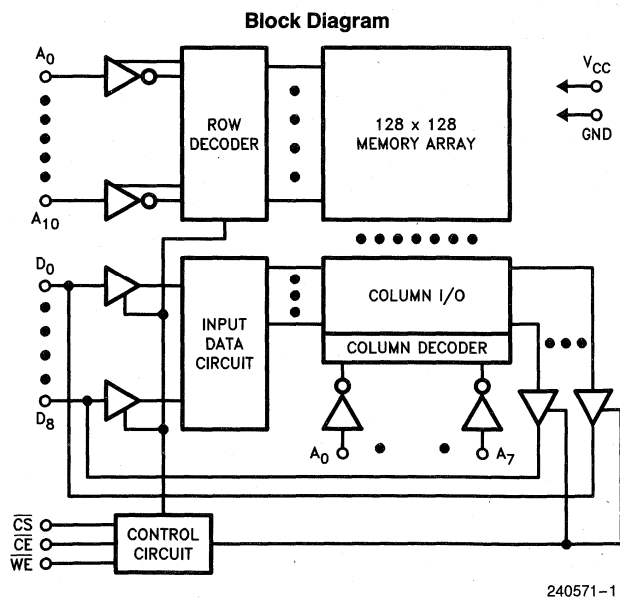 Block Diagram
A0
A10
ROW
DECODER
128 x 128
MEMORY ARRAY
VCC
GND
D0
D8
INPUT
DATA
CIRCUIT
COLUMN I/O
COLUMN DECODER
A0
A7
CS
CE
WE
CONTROL
CIRCUIT
240571-1